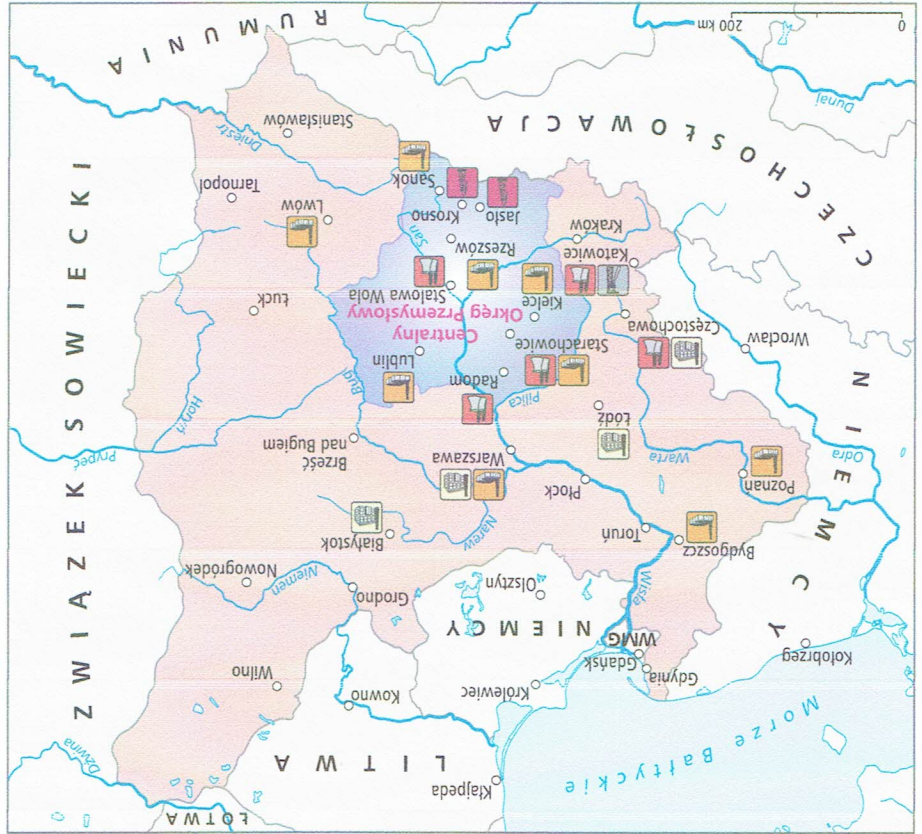 ŁOTWA
Dźwina
LITWA
Kłajpeda
Morze Bałtyckie
Kowno
Wilno
Królewiec
Gdynia
Gdańsk
WMG
Kołobrzeg
NIEMCY
Olsztyn
Grodno
Niemen
Nowogródek
Wisła
NIEMCY
Bydgoszcz
Toruń
Białystok
Narew
Płock
Poznań
Warta
Odra
Warszawa
Brześć
nad Bugiem
Prypeć
Łódź
Pilica
Radom
Bug
Horyń
Lublin
Wrocław
Częstochowa
Starachowice
Centralny
Okręg Przemysłowy
Kielce
Stalowa Wola
Łuck
ZWIĄZEK SOWIECKI
Katowice
Kraków
Rzeszów
San
Lwów
Jasło
Krosno
Sanok
Tarnopol
CZECHOSŁOWACJA
Dniestr
Stanisławów
Dunaj
RUMUNIA
0 200 km